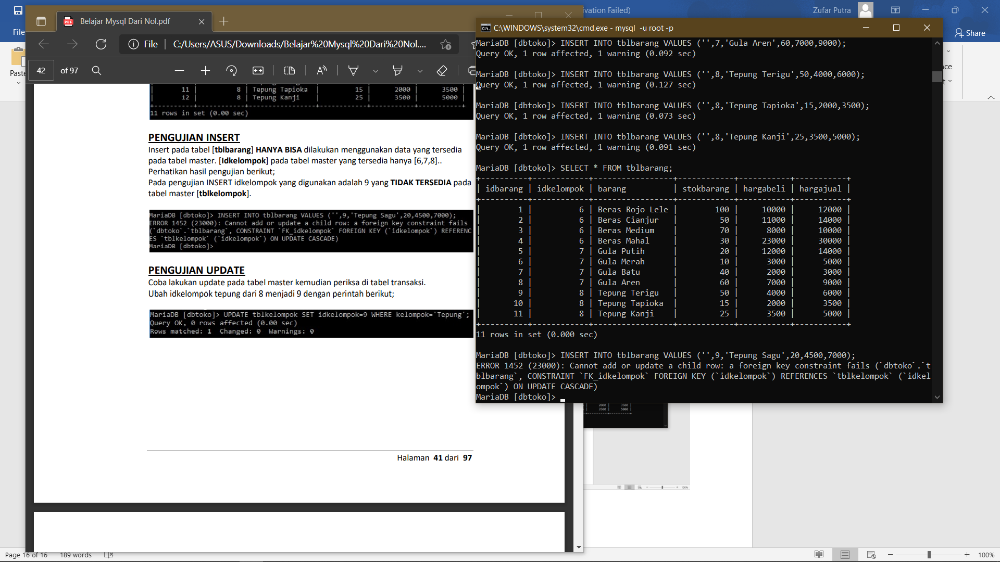 ivation Failed)
Zufar Putra
File
Share
Paste
Belajar Mysql Dari Nol.pdf
File
C:/Users/ASUS/Downloads/Belajar%20Mysql%20Dari%20Nol....
42 of 97
| 11 | 8 | Tepung Tapioka | 15 | 2000 | 3500 |
| 12 | 8 | Tepung Kanji | 25 | 3500 | 5000 |
11 rows in set (0.00 sec)
PENGUJIAN INSERT
Insert pada tabel [tblbarang] HANYA BISA dilakukan menggunakan data yang tersedia
pada tabel master. [Idkelompok] pada tabel master yang tersedia hanya [6,7,8]..
Perhatikan hasil pengujian berikut;
Pada pengujian INSERT idkelompok yang digunakan adalah 9 yang TIDAK TERSEDIA pada
tabel master [tblkelompok].
MariaDB [dbtoko]> INSERT INTO tblbarang VALUES ('',9,'Tepung Sagu',20,4500,7000);
ERROR 1452 (23000): Cannot add or update a child row: a foreign key constraint fails
(`dbtoko`.`tblbarang`, CONSTRAINT `FK_idkelompok` FOREIGN KEY (`idkelompok`) REFERENC
ES `tblkelompok` (`idkelompok`) ON UPDATE CASCADE)
MariaDB [dbtoko]>
PENGUJIAN UPDATE
Coba lakukan update pada tabel master kemudian periksa di tabel transaksi.
Ubah idkelompok tepung dari 8 menjadi 9 dengan perintah berikut;
MariaDB [dbtoko]> UPDATE tblkelompok SET idkelompok=9 WHERE kelompok='Tepung';
Query OK, 0 rows affected (0.00 sec)
Rows matched: 1  Changed: 0  Warnings: 0
Halaman 41 dari 97
C:\WINDOWS\system32\cmd.exe - mysql  -u root -p
MariaDB [dbtoko]> INSERT INTO tblbarang VALUES ('',7,'Gula Aren',60,7000,9000);
Query OK, 1 row affected, 1 warning (0.092 sec)
MariaDB [dbtoko]> INSERT INTO tblbarang VALUES ('',8,'Tepung Terigu',50,4000,6000);
Query OK, 1 row affected, 1 warning (0.127 sec)
MariaDB [dbtoko]> INSERT INTO tblbarang VALUES ('',8,'Tepung Tapioka',15,2000,3500);
Query OK, 1 row affected, 1 warning (0.073 sec)
MariaDB [dbtoko]> INSERT INTO tblbarang VALUES ('',8,'Tepung Kanji',25,3500,5000);
Query OK, 1 row affected, 1 warning (0.091 sec)
MariaDB [dbtoko]> SELECT * FROM tblbarang;
| idbarang | idkelompok | barang | stokbarang | hargabeli | hargajual |
| 1 | 6 | Beras Rojo Lele | 100 | 10000 | 12000 |
| 2 | 6 | Beras Cianjur | 50 | 11000 | 14000 |
| 3 | 6 | Beras Medium | 70 | 8000 | 10000 |
| 4 | 6 | Beras Mahal | 30 | 23000 | 30000 |
| 5 | 7 | Gula Putih | 20 | 12000 | 14000 |
| 6 | 7 | Gula Merah | 10 | 3000 | 5000 |
| 7 | 7 | Gula Batu | 40 | 2000 | 3000 |
| 8 | 7 | Gula Aren | 60 | 7000 | 9000 |
| 9 | 8 | Tepung Terigu | 50 | 4000 | 6000 |
| 10 | 8 | Tepung Tapioka | 15 | 2000 | 3500 |
| 11 | 8 | Tepung Kanji | 25 | 3500 | 5000 |
11 rows in set (0.000 sec)
MariaDB [dbtoko]> INSERT INTO tblbarang VALUES ('',9,'Tepung Sagu',20,4500,7000);
ERROR 1452 (23000): Cannot add or update a child row: a foreign key constraint fails (`dbtoko`.`t
blbarang`, CONSTRAINT `FK_idkelompok` FOREIGN KEY (`idkelompok`) REFERENCES `tblkelompok` (`idkel
ompok`) ON UPDATE CASCADE)
MariaDB [dbtoko]>
2000 | 3500 |
3500 | 5000 |
100%
Page 16 of 16 189 words
100%